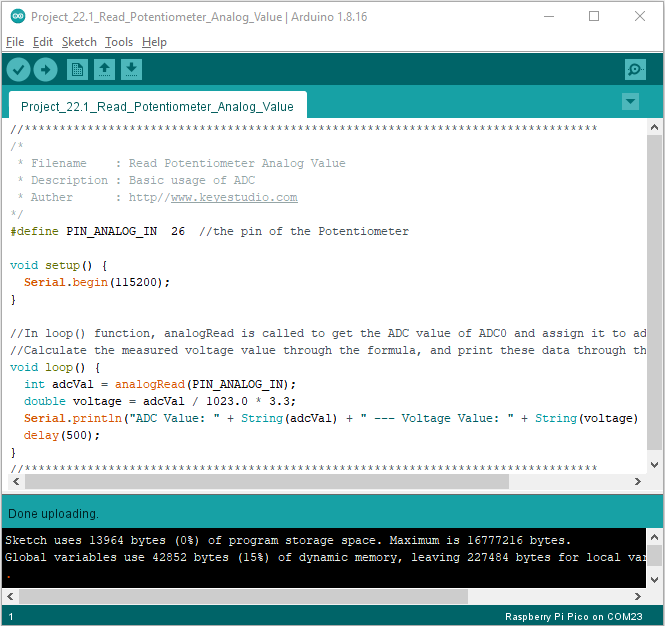 Project_22.1_Read_Potentiometer_Analog_Value | Arduino 1.8.16
File Edit Sketch Tools Help
Project_22.1_Read_Potentiometer_Analog_Value
//**********************************************************************************
/*
 * Filename    : Read Potentiometer Analog Value
 * Description : Basic usage of ADC
 * Auther      : http//www.keyestudio.com
*/
#define PIN_ANALOG_IN  26  //the pin of the Potentiometer
void setup() {
  Serial.begin(115200);
}
//In loop() function, analogRead is called to get the ADC value of ADC0 and assign it to ad
//Calculate the measured voltage value through the formula, and print these data through th
void loop() {
  int adcVal = analogRead(PIN_ANALOG_IN);
  double voltage = adcVal / 1023.0 * 3.3;
  Serial.println("ADC Value: " + String(adcVal) + " --- Voltage Value: " + String(voltage)
  delay(500);
}
//**********************************************************************************
Done uploading.
Sketch uses 13964 bytes (0%) of program storage space. Maximum is 16777216 bytes.
Global variables use 42852 bytes (15%) of dynamic memory, leaving 227484 bytes for local var
.
1 Raspberry Pi Pico on COM23